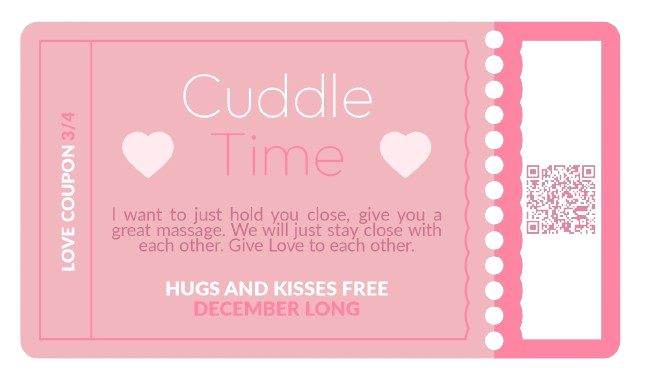 LOVE COUPON 3/4
Cuddle
Time
I want to just hold you close, give you a
great massage. We will just stay close with
each other. Give Love to each other.
HUGS AND KISSES FREE
DECEMBER LONG